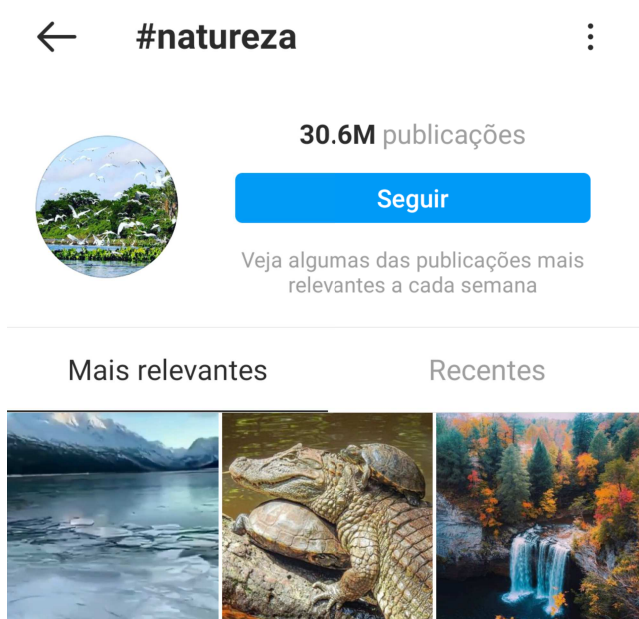 #natureza
30.6M publicações
Seguir
Veja algumas das publicações mais
relevantes a cada semana
Mais relevantes
Recentes